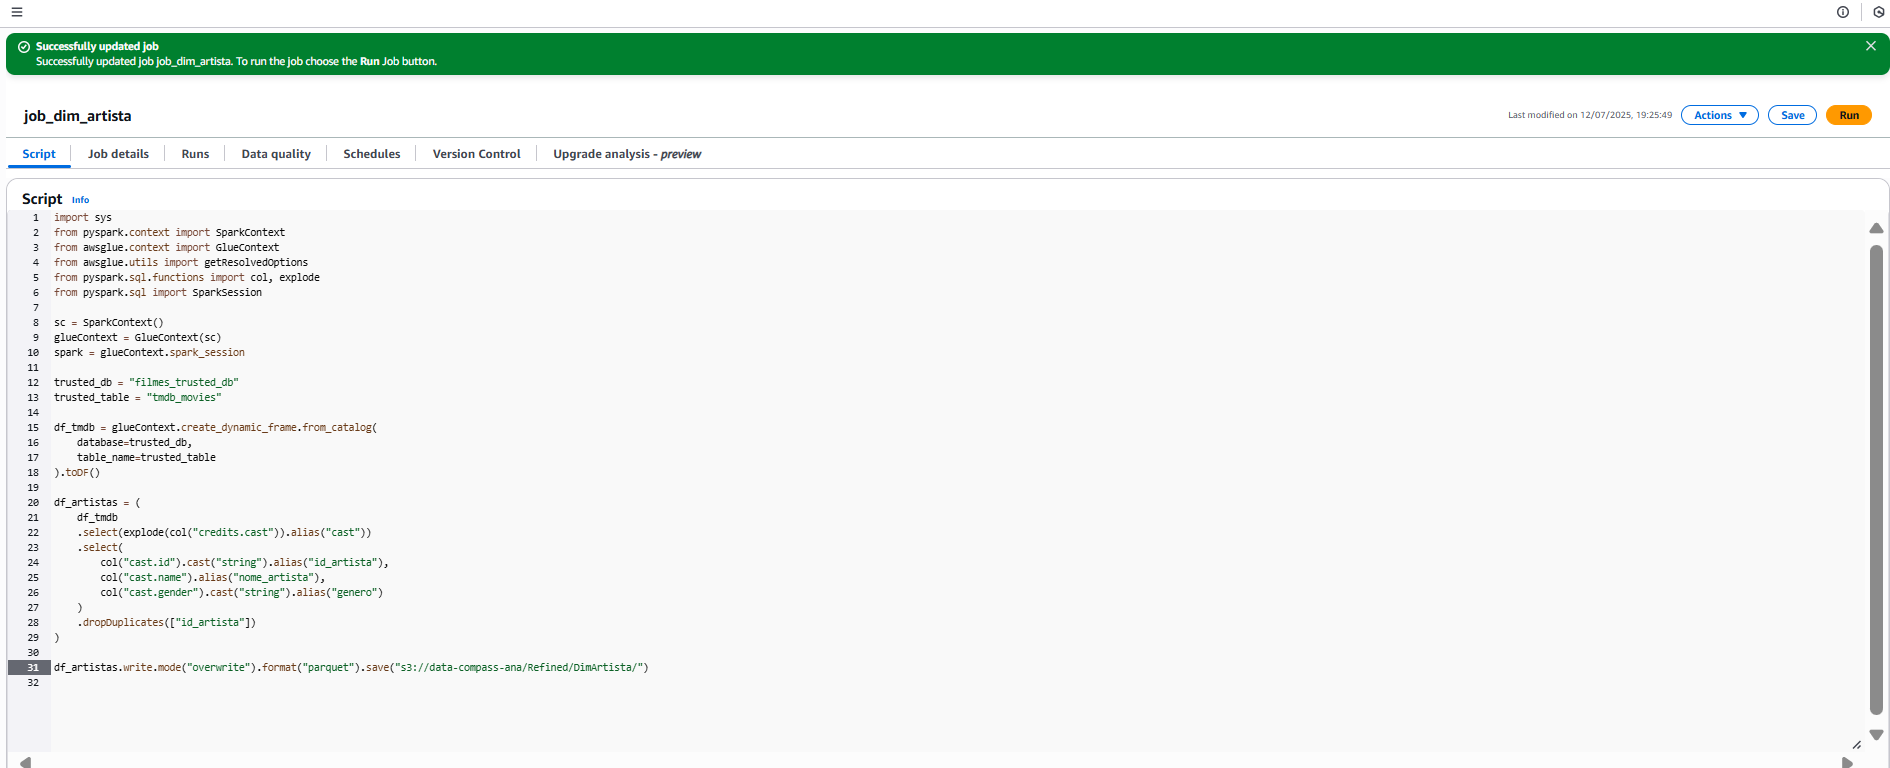 Successfully updated job
Successfully updated job job_dim_artista. To run the job choose the Run Job button.
job_dim_artista
Last modified on 12/07/2025, 19:25:49
Actions
Save
Run
Script
Job details
Runs
Data quality
Schedules
Version Control
Upgrade analysis - preview
Script Info
1 import sys
2 from pyspark.context import SparkContext
3 from awsglue.context import GlueContext
4 from awsglue.utils import getResolvedOptions
5 from pyspark.sql.functions import col, explode
6 from pyspark.sql import SparkSession
7
8 sc = SparkContext()
9 glueContext = GlueContext(sc)
10 spark = glueContext.spark_session
11
12 trusted_db = "filmes_trusted_db"
13 trusted_table = "tmdb_movies"
14
15 df_tmdb = glueContext.create_dynamic_frame.from_catalog(
16     database=trusted_db,
17     table_name=trusted_table
18 ).toDF()
19
20 df_artistas = (
21     df_tmdb
22     .select(explode(col("credits.cast")).alias("cast"))
23     .select(
24         col("cast.id").cast("string").alias("id_artista"),
25         col("cast.name").alias("nome_artista"),
26         col("cast.gender").cast("string").alias("genero")
27     )
28     .dropDuplicates(["id_artista"])
29 )
30
31 df_artistas.write.mode("overwrite").format("parquet").save("s3://data-compass-ana/Refined/DimArtista/")
32